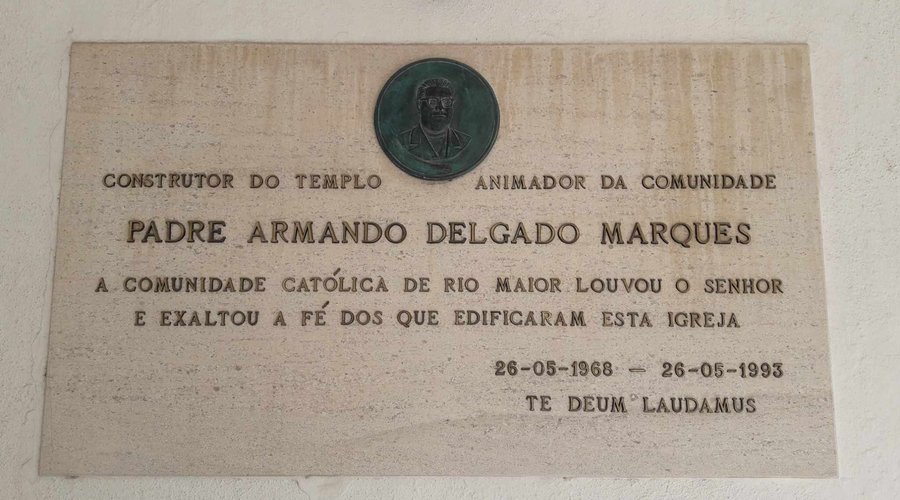 CONSTRUTOR DO TEMPLO ANIMADOR DA COMUNIDADE
PADRE ARMANDO DELGADO MARQUES
A COMUNIDADE CATÓLICA DE RIO MAIOR LOUVOU O SENHOR
E EXALTOU A FÉ DOS QUE EDIFICARAM ESTA IGREJA
26-05-1968 — 26-05-1993
TE DEUM LAUDAMUS